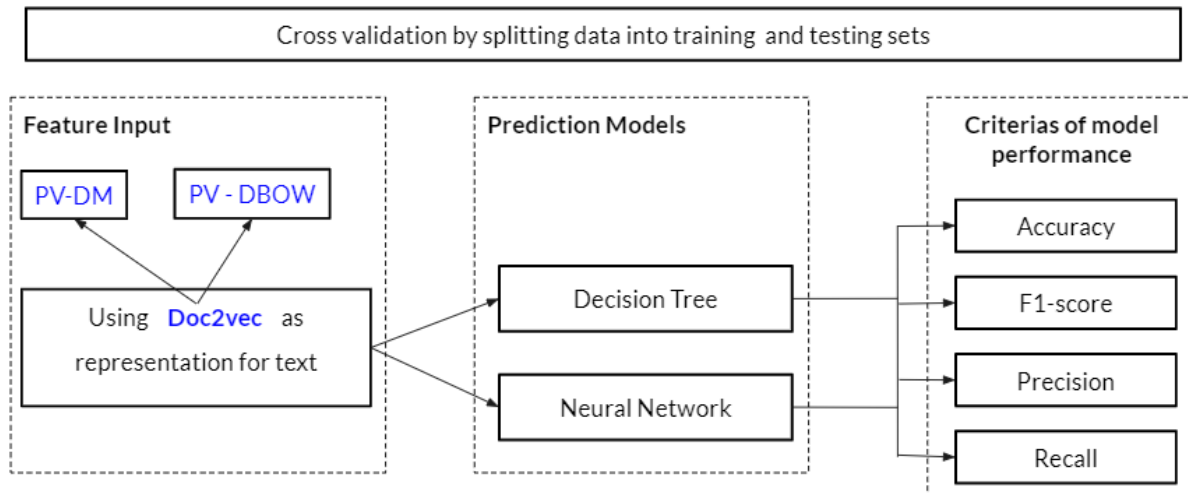 Cross validation by splitting data into training and testing sets
Feature Input
PV-DM
PV - DBOW
Using Doc2vec as
representation for text
Prediction Models
Decision Tree
Neural Network
Criterias of model
performance
Accuracy
F1-score
Precision
Recall